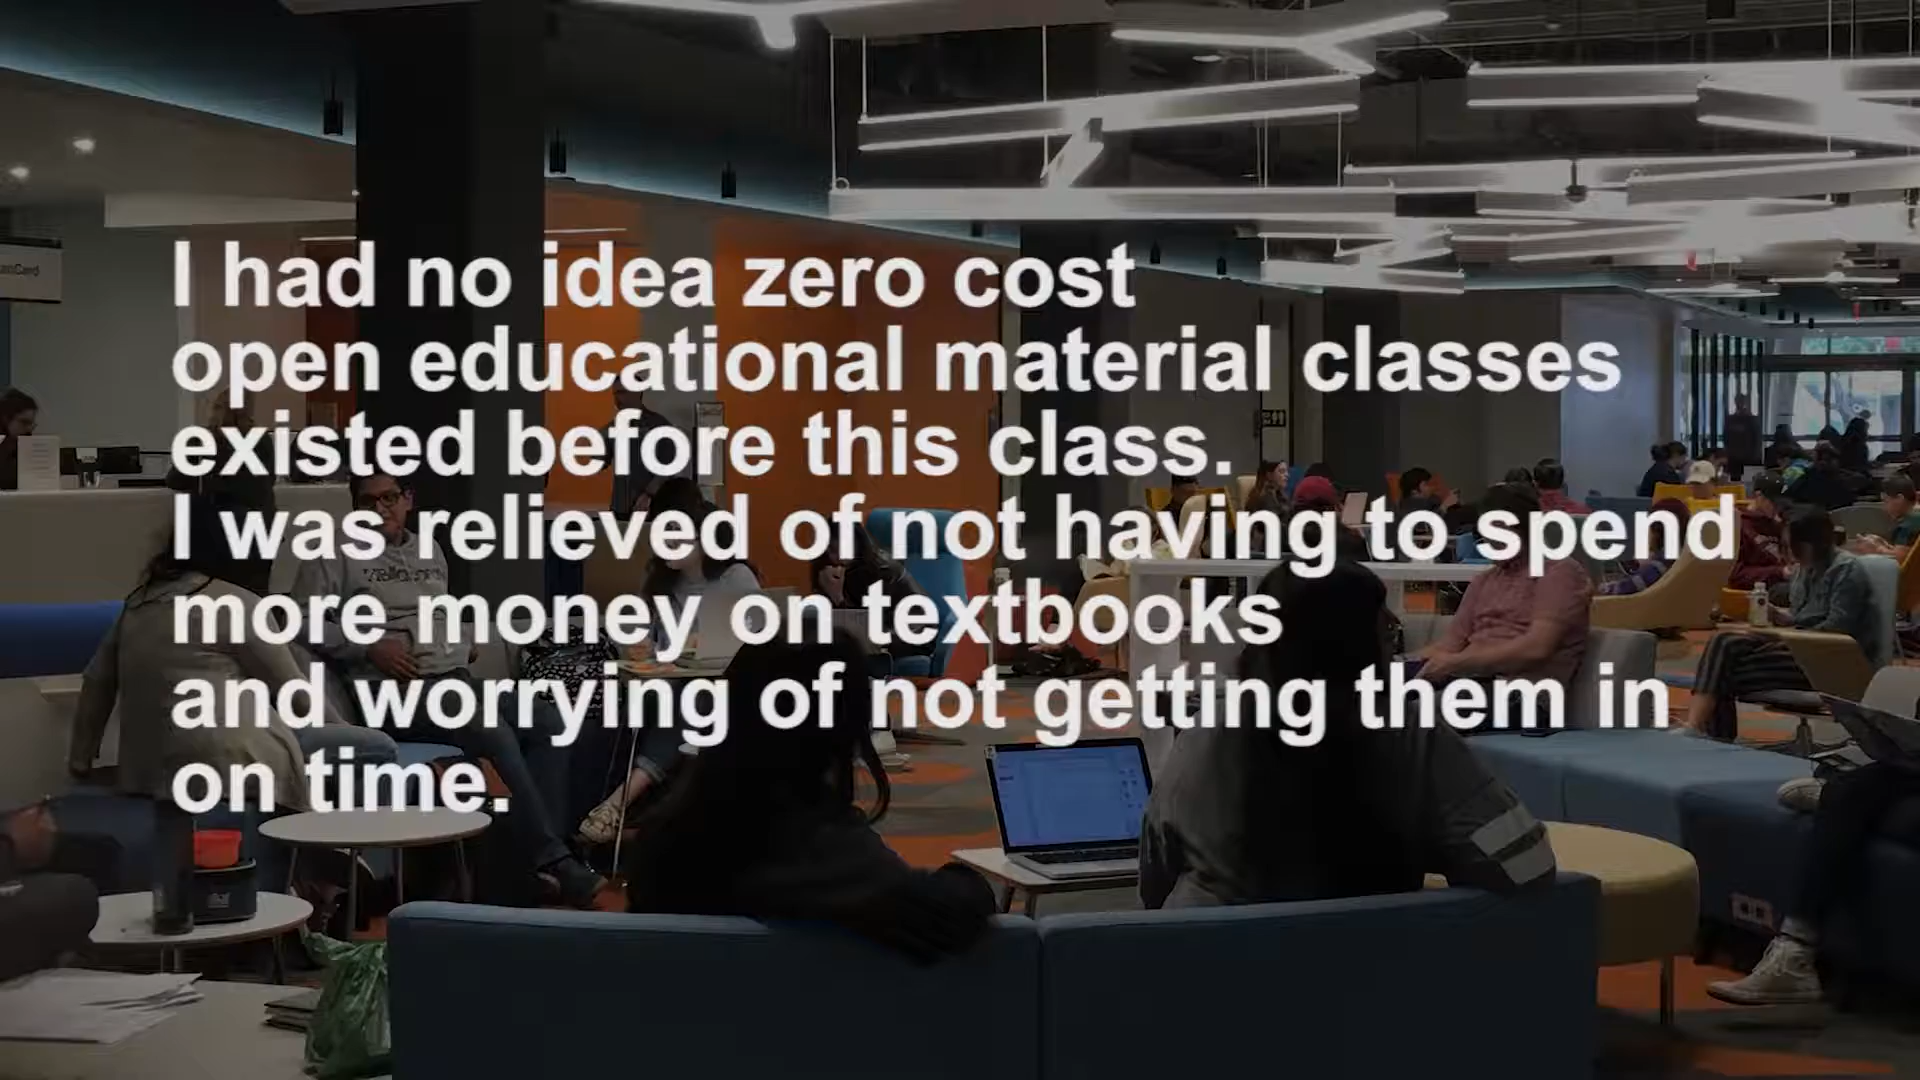 I had no idea zero cost
open educational material classes
existed before this class.
I was relieved of not having to spend
more money on textbooks
and worrying of not getting them in
on time.